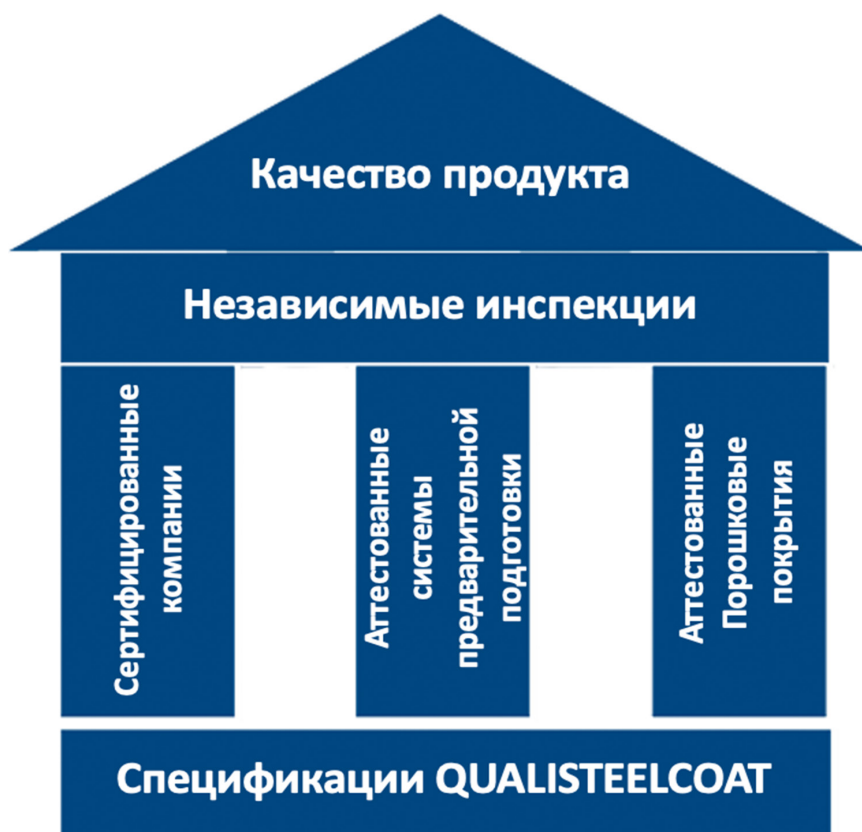 Качество продукта
Независимые инспекции
Сертифицированные
компании
Аттестованные
системы
предварительной
подготовки
Аттестованные
Порошковые
покрытия
Спецификации QUALISTEELCOAT